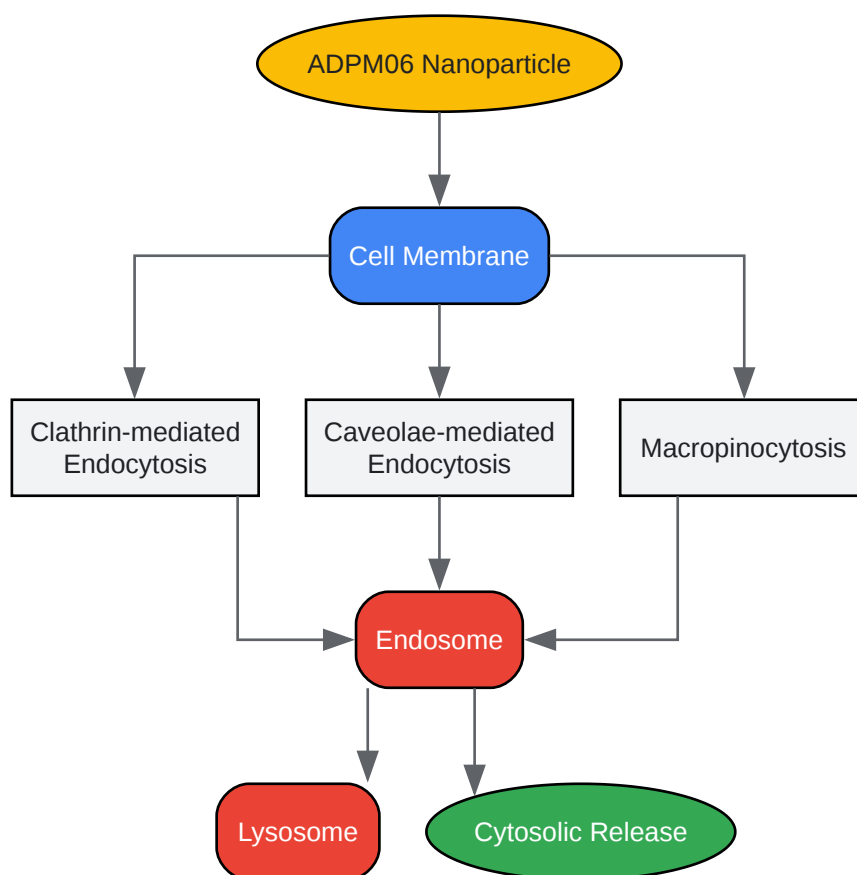 ADPM06 Nanoparticle
Cell Membrane
Clathrin-mediated
Endocytosis
Caveolae-mediated
Endocytosis
Macropinocytosis
Endosome
Lysosome
Cytosolic Release